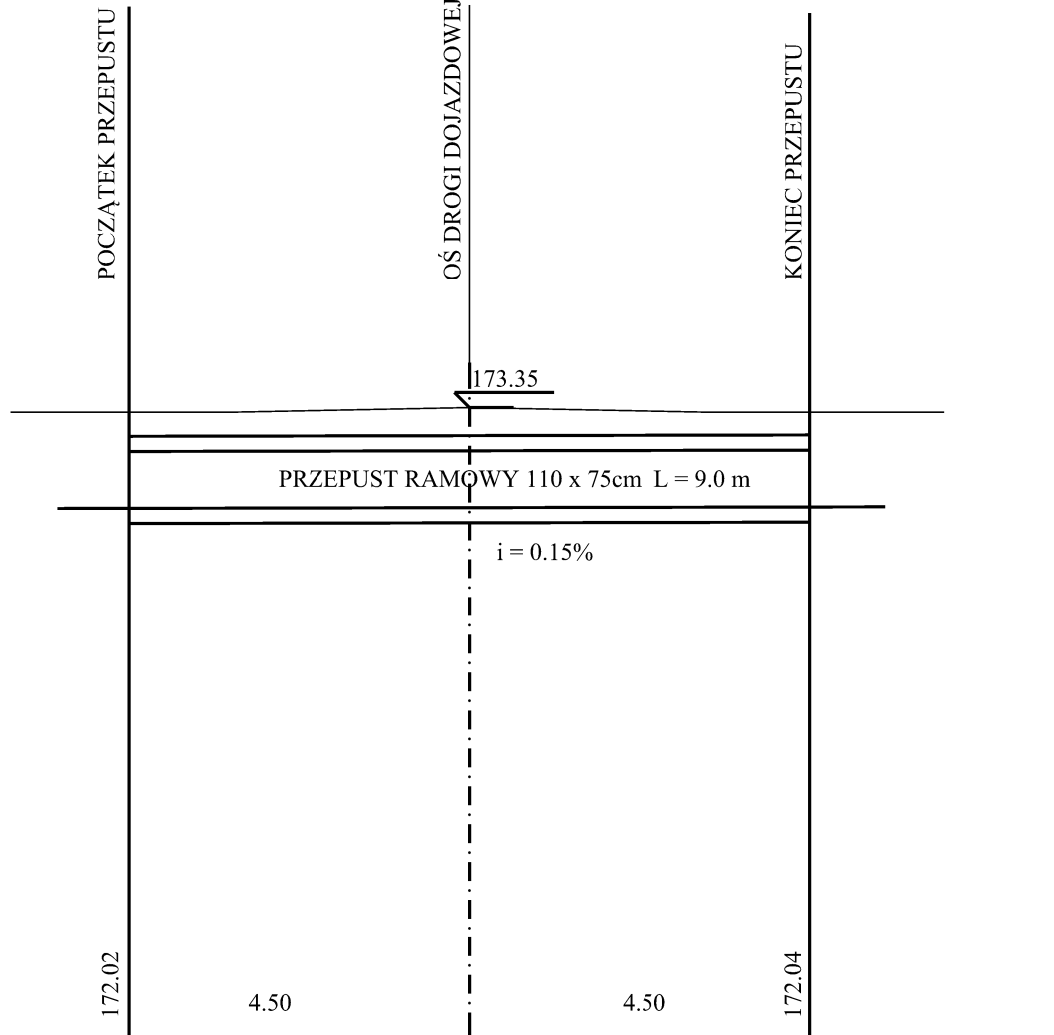 POCZĄTEK PRZEPUSTU
OŚ DROGI DOJAZDOWEJ
KONIEC PRZEPUSTU
173.35
PRZEPUST RAMOWY 110 x 75cm L = 9.0 m
i = 0.15%
172.02
4.50
4.50
172.04